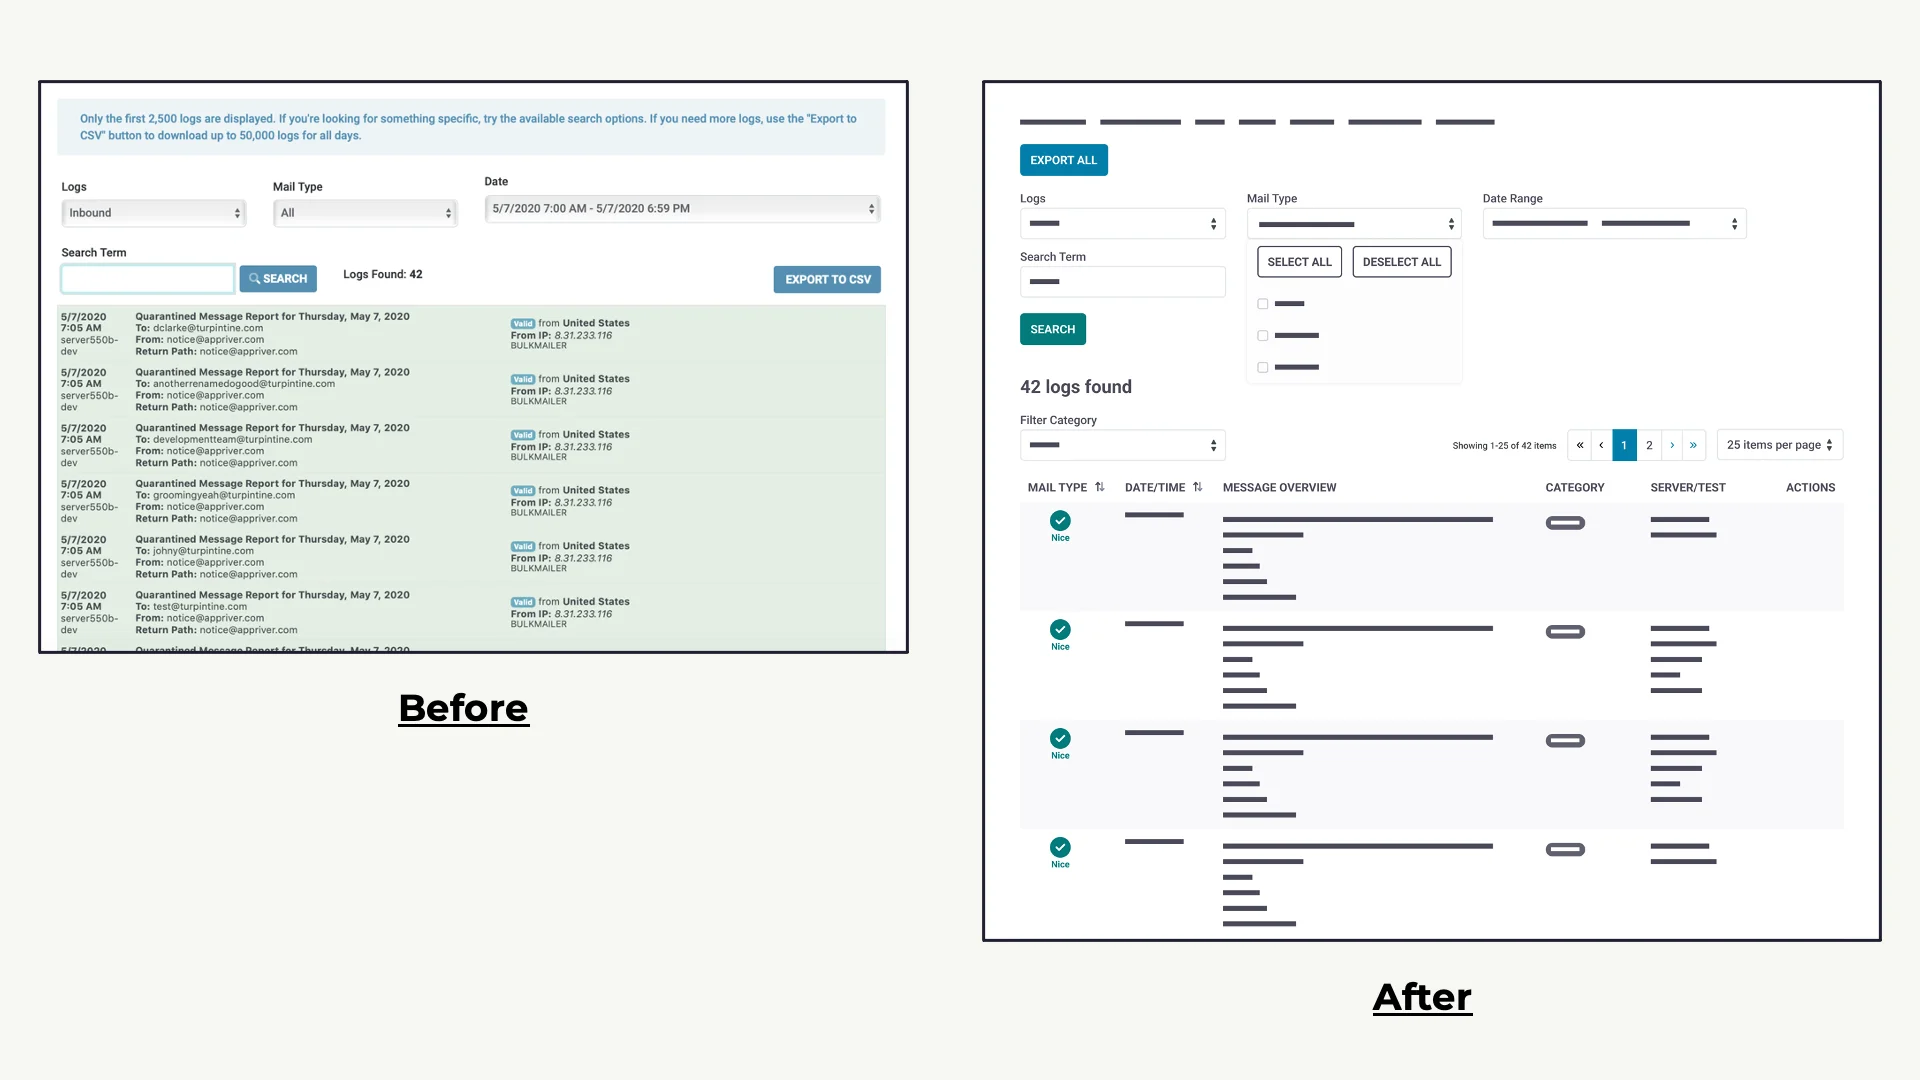 Only the first 2,500 logs are displayed. If you're looking for something specific, try the available search options. If you need more logs, use the "Export to
CSV" button to download up to 50,000 logs for all days.
Logs
Mail Type
Date
Inbound
All
5/7/2020 7:00 AM - 5/7/2020 6:59 PM
Search Term
SEARCH
Logs Found: 42
EXPORT TO CSV
5/7/2020
7:05 AM
server550b-
dev
Quarantined Message Report for Thursday, May 7, 2020
To: dclarke@turpintine.com
From: notice@appriver.com
Return Path: notice@appriver.com
Valid from United States
From IP: 8.31.233.116
BULKMAILER
5/7/2020
7:05 AM
server550b-
dev
Quarantined Message Report for Thursday, May 7, 2020
To: anotherrenamedogood@turpintine.com
From: notice@appriver.com
Return Path: notice@appriver.com
Valid from United States
From IP: 8.31.233.116
BULKMAILER
5/7/2020
7:05 AM
server550b-
dev
Quarantined Message Report for Thursday, May 7, 2020
To: developmentteam@turpintine.com
From: notice@appriver.com
Return Path: notice@appriver.com
Valid from United States
From IP: 8.31.233.116
BULKMAILER
5/7/2020
7:05 AM
server550b-
dev
Quarantined Message Report for Thursday, May 7, 2020
To: groomingyeah@turpintine.com
From: notice@appriver.com
Return Path: notice@appriver.com
Valid from United States
From IP: 8.31.233.116
BULKMAILER
5/7/2020
7:05 AM
server550b-
dev
Quarantined Message Report for Thursday, May 7, 2020
To: johny@turpintine.com
From: notice@appriver.com
Return Path: notice@appriver.com
Valid from United States
From IP: 8.31.233.116
BULKMAILER
5/7/2020
7:05 AM
server550b-
dev
Quarantined Message Report for Thursday, May 7, 2020
To: test@turpintine.com
From: notice@appriver.com
Return Path: notice@appriver.com
Valid from United States
From IP: 8.31.233.116
BULKMAILER
5/7/2020
Quarantined Message Report for Thursday, May 7, 2020
Before
EXPORT ALL
Logs
Mail Type
Date Range
Search Term
SELECT ALL
DESELECT ALL
SEARCH
42 logs found
Filter Category
Showing 1-25 of 42 items
« ‹ 1 2 › »
25 items per page
MAIL TYPE
DATE/TIME
MESSAGE OVERVIEW
CATEGORY
SERVER/TEST
ACTIONS
Nice
Nice
Nice
Nice
After